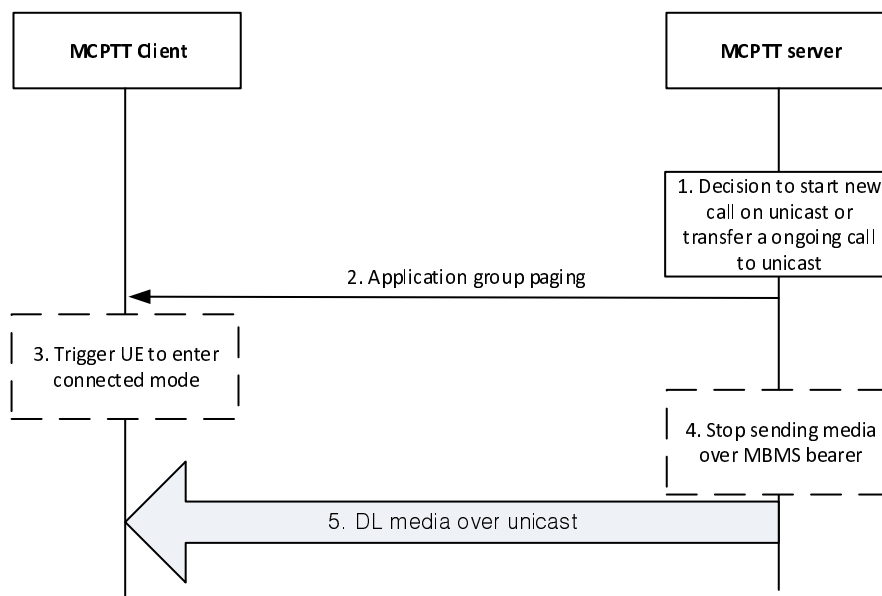 MCPTT Client
MCPTT server
1. Decision to start new
call on unicast or
transfer a ongoing call
to unicast
2. Application group paging
3. Trigger UE to enter
connected mode
4. Stop sending media
over MBMS bearer
5. DL media over unicast